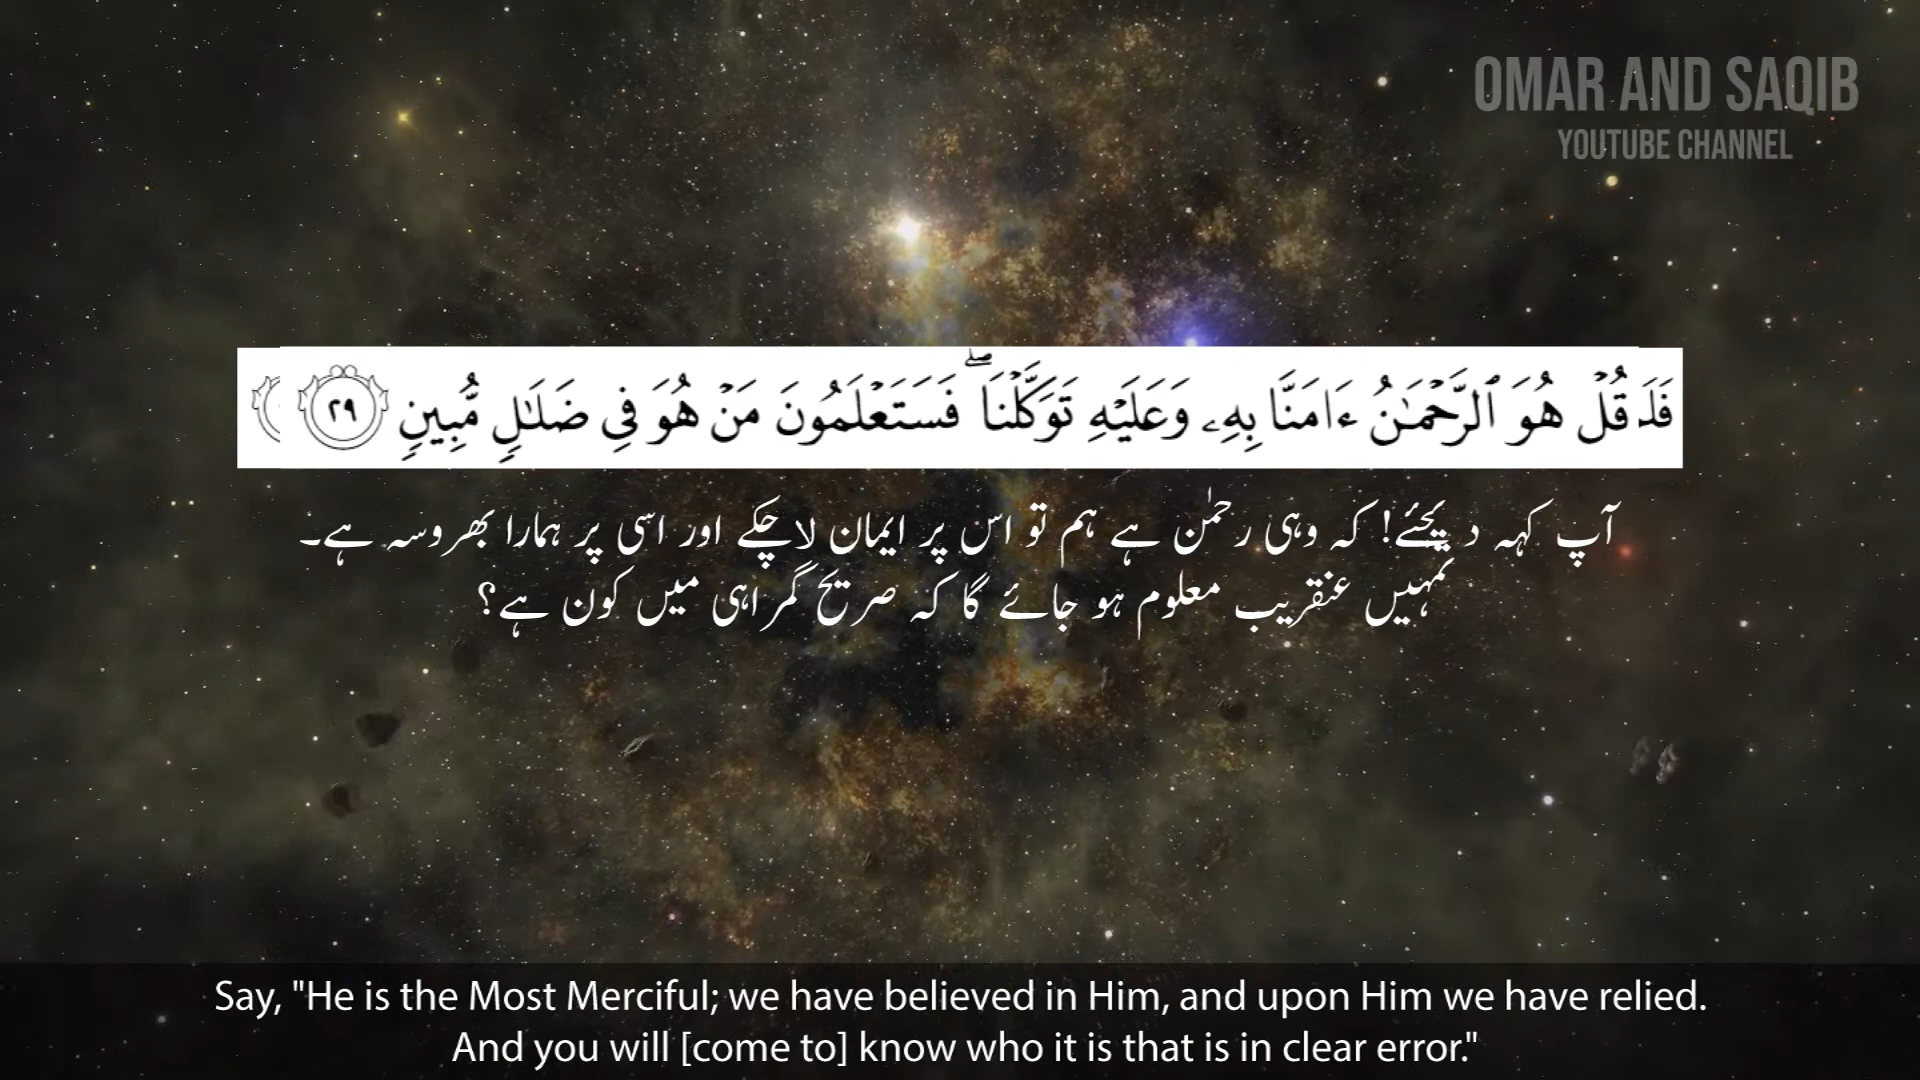 OMAR AND SAQIB
YOUTUBE CHANNEL
قُلْ هُوَ ٱلرَّحْمَـٰنُ ءَامَنَّا بِهِۦ وَعَلَيْهِ تَوَكَّلْنَا ۖ فَسَتَعْلَمُونَ مَنْ هُوَ فِى ضَلَـٰلٍ مُّبِينٍ ٢٩
آپ کہہ دیجئے! کہ وہی رحمٰن ہے ہم تو اس پر ایمان لاچکے اور اسی پر ہمارا بھروسہ ہے۔
تمہیں عنقریب معلوم ہو جائے گا کہ صریح گمراہی میں کون ہے؟
Say, "He is the Most Merciful; we have believed in Him, and upon Him we have relied.
And you will [come to] know who it is that is in clear error."